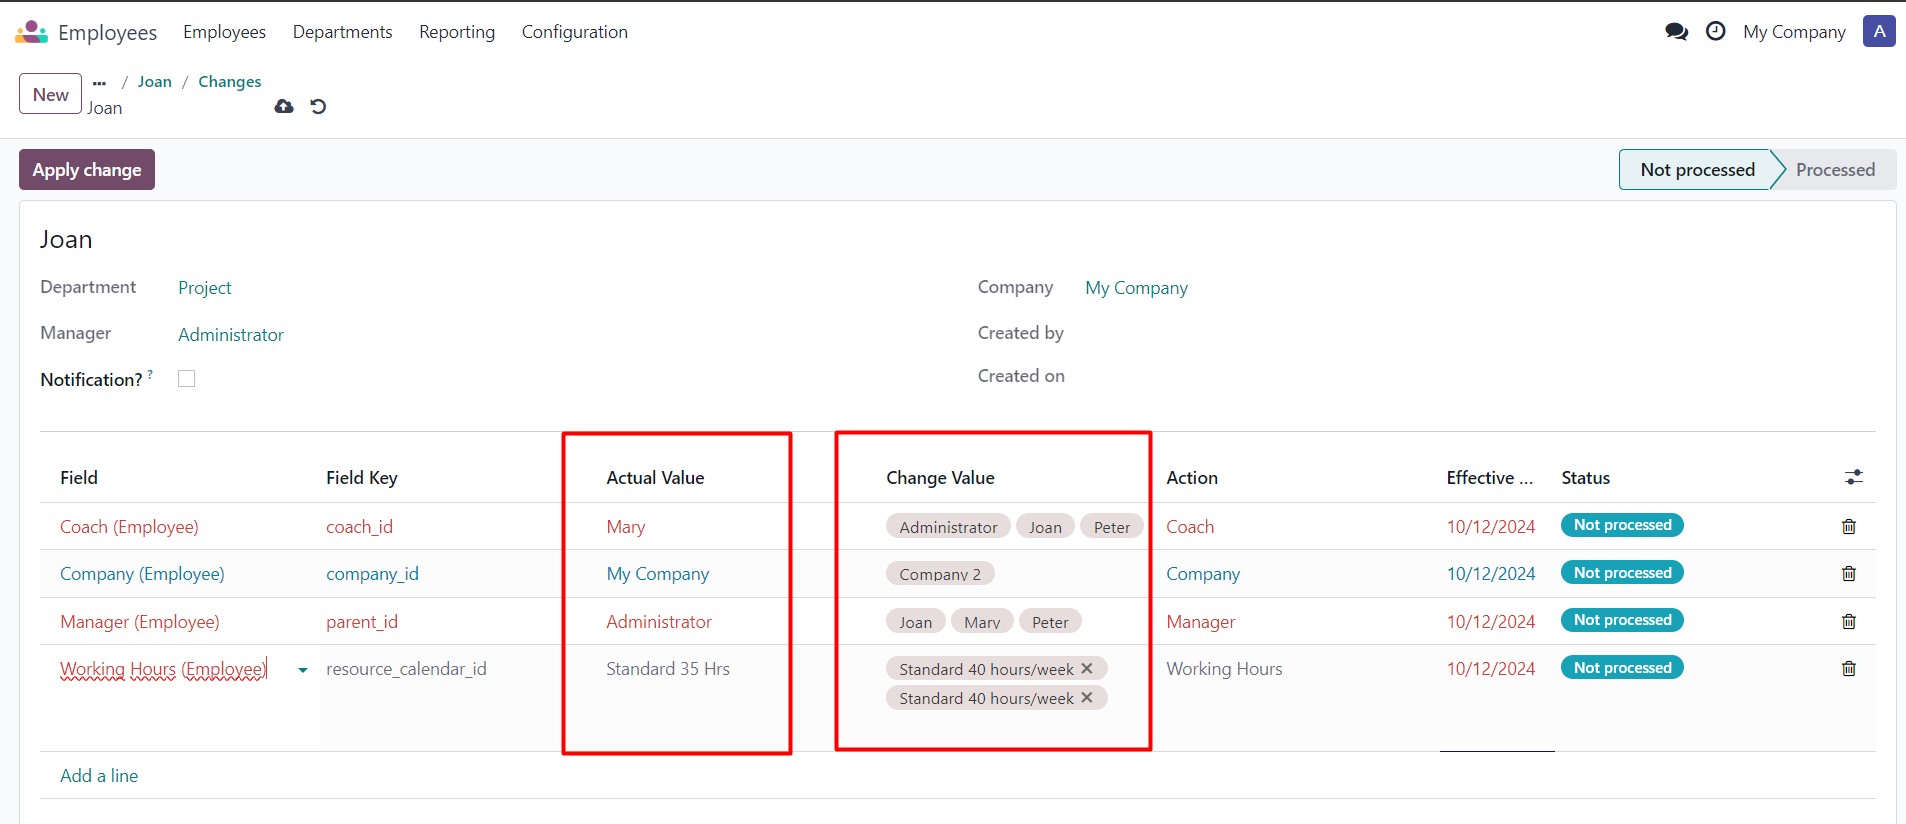 Employees Employees Departments Reporting Configuration My Company A
New ... / Joan / Changes
Joan
Apply change Not processed Processed
Joan
Department Project Company My Company
Manager Administrator Created by
Notification? ? Created on
Field Field Key Actual Value Change Value Action Effective ... Status
Coach (Employee) coach_id Mary Administrator Joan Peter Coach 10/12/2024 Not processed
Company (Employee) company_id My Company Company 2 Company 10/12/2024 Not processed
Manager (Employee) parent_id Administrator Joan Mary Peter Manager 10/12/2024 Not processed
Working Hours (Employee) resource_calendar_id Standard 35 Hrs Standard 40 hours/week Working Hours 10/12/2024 Not processed
Standard 40 hours/week
Add a line